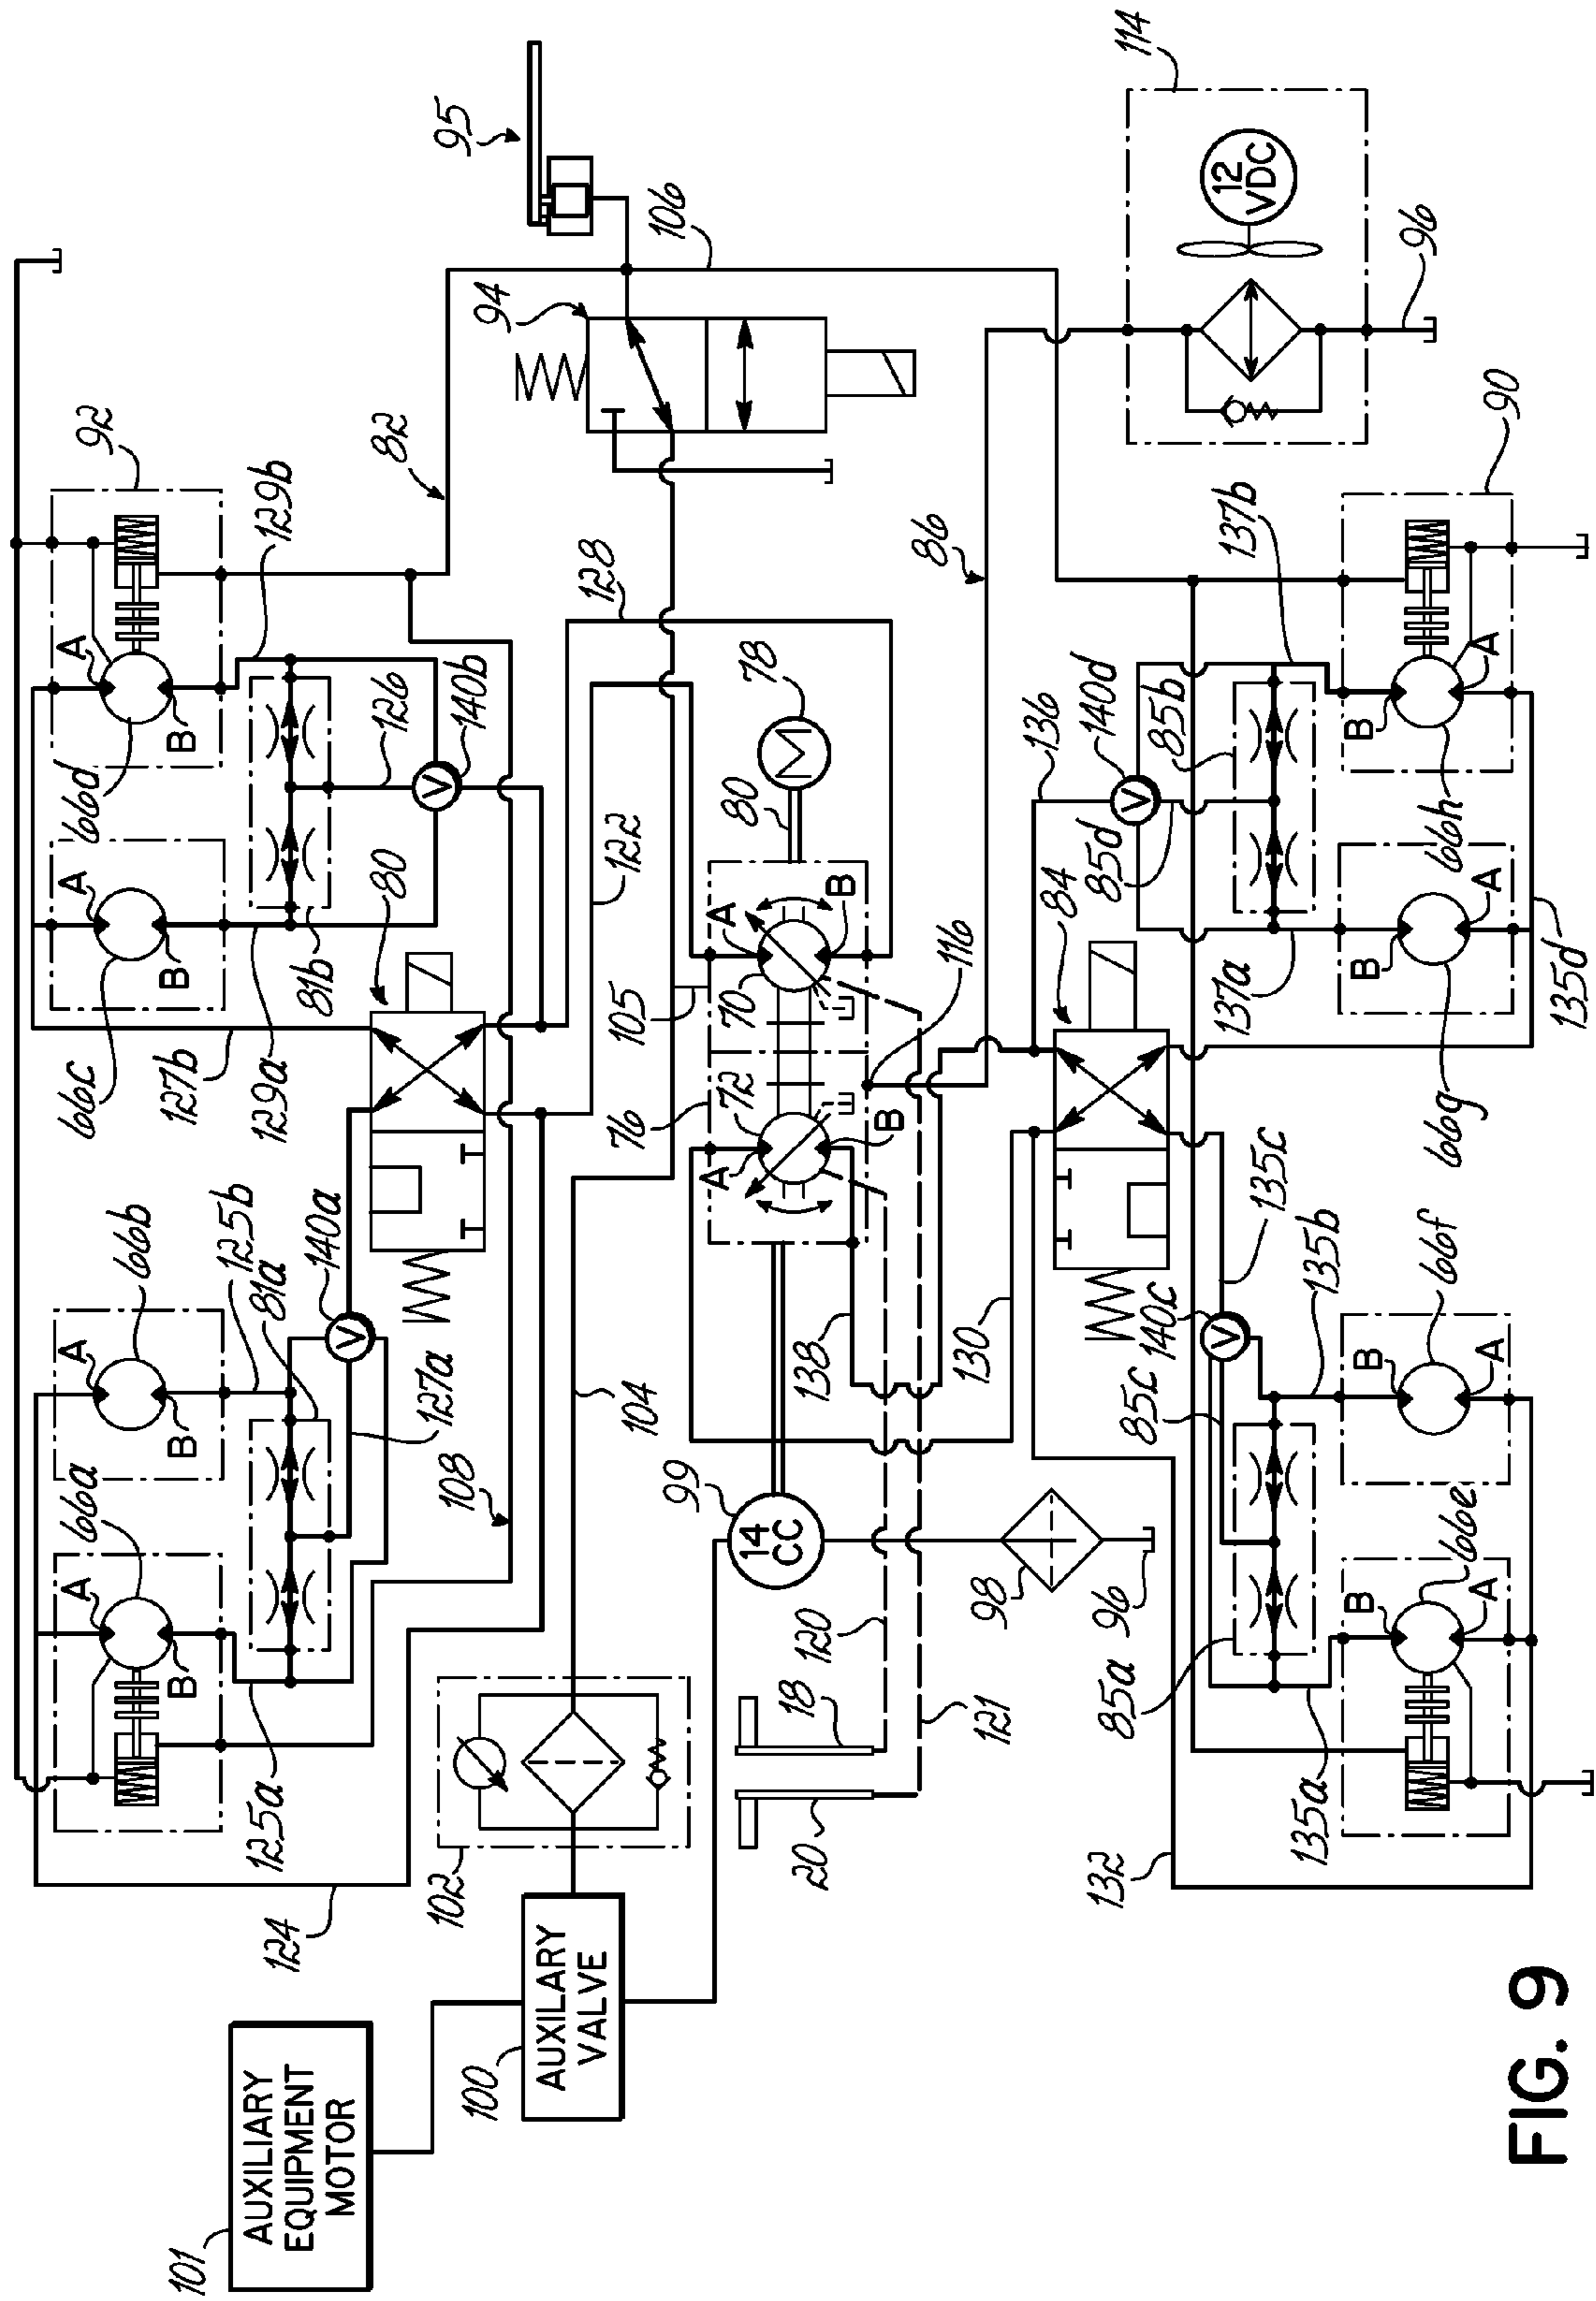 101
AUXILIARY
EQUIPMENT
MOTOR
124
125a
66a
A
B
66b
A
B
125b
81a
140a
127a
108
66c
A
B
127b
129a
81b
80
66d
A
B
92
129b
82
126
140b
128
122
100
AUXILARY
VALVE
102
104
99
14
CC
76
72
A
B
105
70
A
B
80
78
94
95
106
20
18
120
121
98
96
138
130
116
84
86
136
140d
85b
85d
114
12
VDC
96
132
135a
85a
85c
140c
135c
135b
66e
B
A
66f
B
A
137a
66g
B
A
135d
66h
B
A
137b
90
FIG. 9